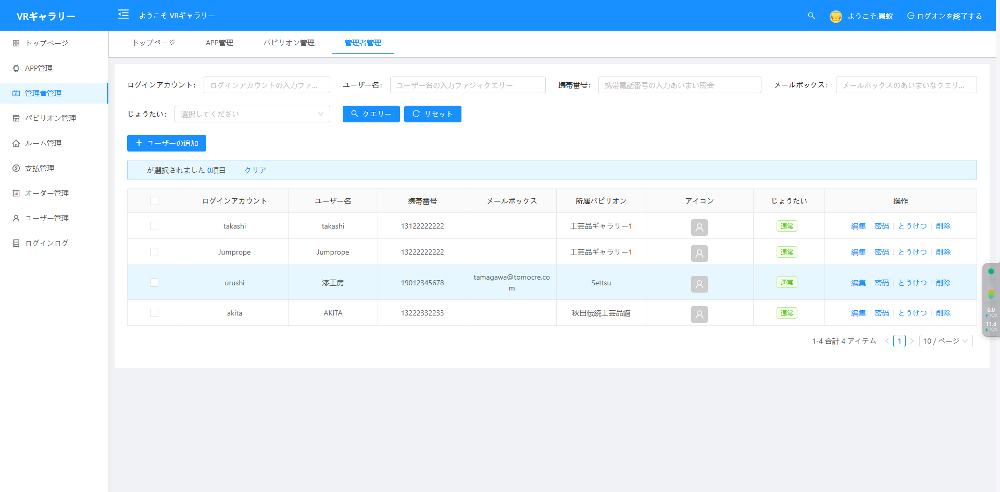 VRギャラリー
ようこそ VRギャラリー
ようこそ,景蚁
ログオンを終了する
トップページ
APP管理
管理者管理
パビリオン管理
ルーム管理
支払管理
オーダー管理
ユーザー管理
ログインログ
トップページ APP管理 パビリオン管理 管理者管理
ログインアカウント: ログインアカウントの入力ファ... ユーザー名: ユーザー名の入力ファジィクエリー 携帯番号: 携帯電話番号の入力あいまい照会 メールボックス: メールボックスのあいまいなクエリ...
じょうたい: 選択してください クエリー リセット
ユーザーの追加
が選択されました 0項目 クリア
ログインアカウント ユーザー名 携帯番号 メールボックス 所属パビリオン アイコン じょうたい 操作
takashi takashi 13122222222 工芸品ギャラリー1 通常 編集 密码 とうけつ 削除
Jumprope Jumprope 13222222222 工芸品ギャラリー1 通常 編集 密码 とうけつ 削除
urushi 漆工房 19012345678 tamagawa@tomocre.co
m Settsu 通常 編集 密码 とうけつ 削除
akita AKITA 13222332233 秋田伝統工芸品館 通常 編集 密码 とうけつ 削除
1-4 合計 4 アイテム < 1 > 10 / ページ
0.0
K/s
11.8
K/s